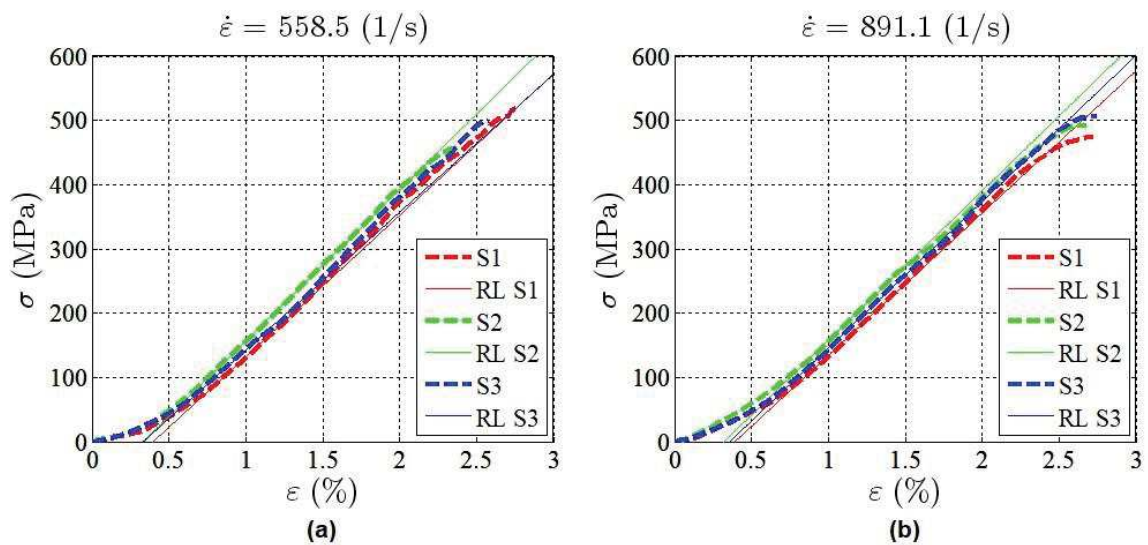 ε̇ = 558.5 (1/s)
600
500
400
300
200
100
0
σ (MPa)
S1
RL S1
S2
RL S2
S3
RL S3
0 0.5 1 1.5 2 2.5 3
ε (%)
(a)
ε̇ = 891.1 (1/s)
600
500
400
300
200
100
0
σ (MPa)
S1
RL S1
S2
RL S2
S3
RL S3
0 0.5 1 1.5 2 2.5 3
ε (%)
(b)